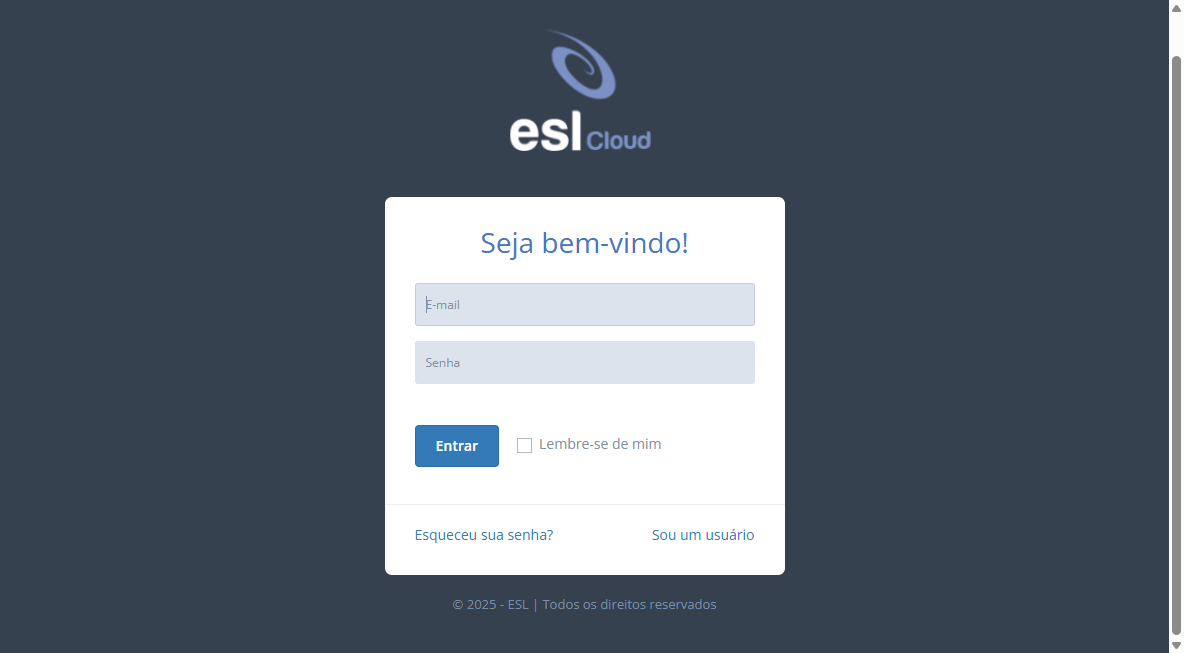 esl Cloud
Seja bem-vindo!
E-mail
Senha
Entrar
Lembre-se de mim
Esqueceu sua senha?
Sou um usuário
© 2025 - ESL | Todos os direitos reservados